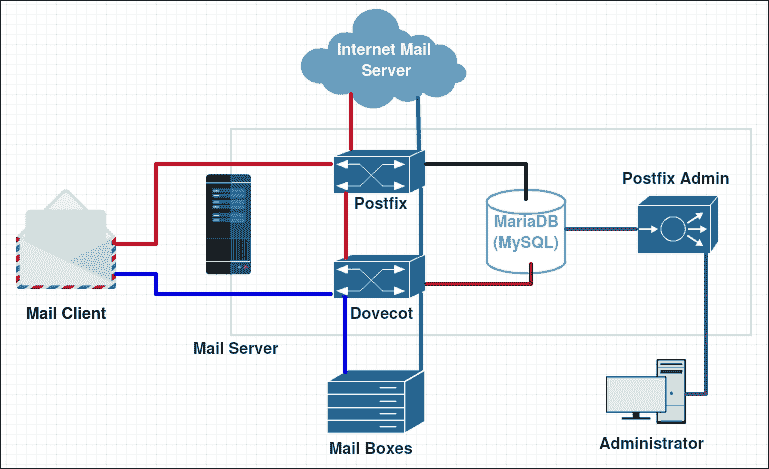 Internet Mail
Server
Postfix Admin
Postfix
MariaDB
(MySQL)
Mail Client
Dovecot
Mail Server
Mail Boxes
Administrator